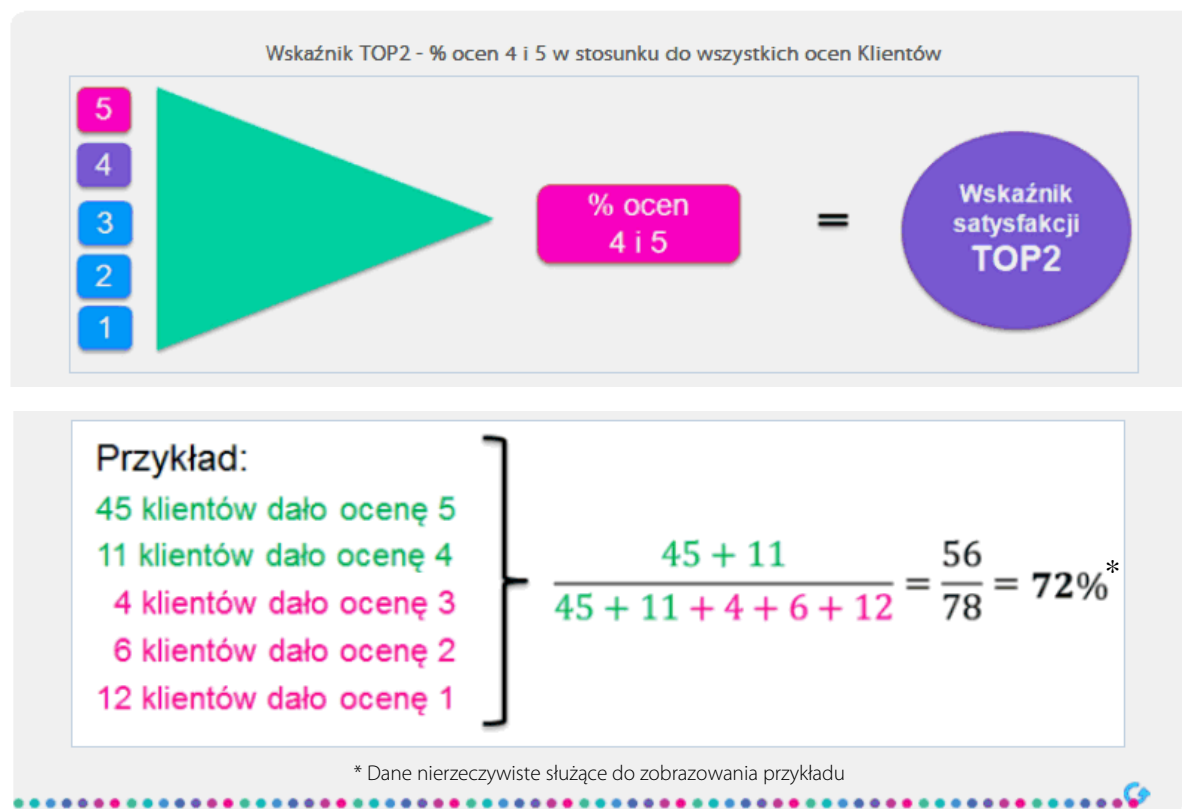 Wskaźnik TOP2 - % ocen 4 i 5 w stosunku do wszystkich ocen Klientów
5
4
3
2
1
% ocen
4 i 5
=
Wskaźnik
satysfakcji
TOP2
Przykład:
45 klientów dało ocenę 5
11 klientów dało ocenę 4
4 klientów dało ocenę 3
6 klientów dało ocenę 2
12 klientów dało ocenę 1
45 + 11
45 + 11 + 4 + 6 + 12
= 56/78 = 72%*
* Dane nierzeczywiste służące do zobrazowania przykładu